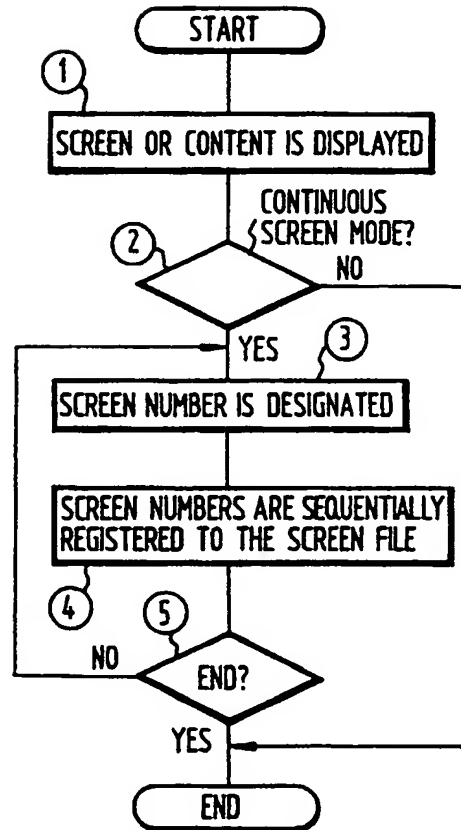 START
1
SCREEN OR CONTENT IS DISPLAYED
CONTINUOUS
SCREEN MODE?
2
NO
YES
3
SCREEN NUMBER IS DESIGNATED
SCREEN NUMBERS ARE SEQUENTIALLY
REGISTERED TO THE SCREEN FILE
4
5
NO
END?
YES
END